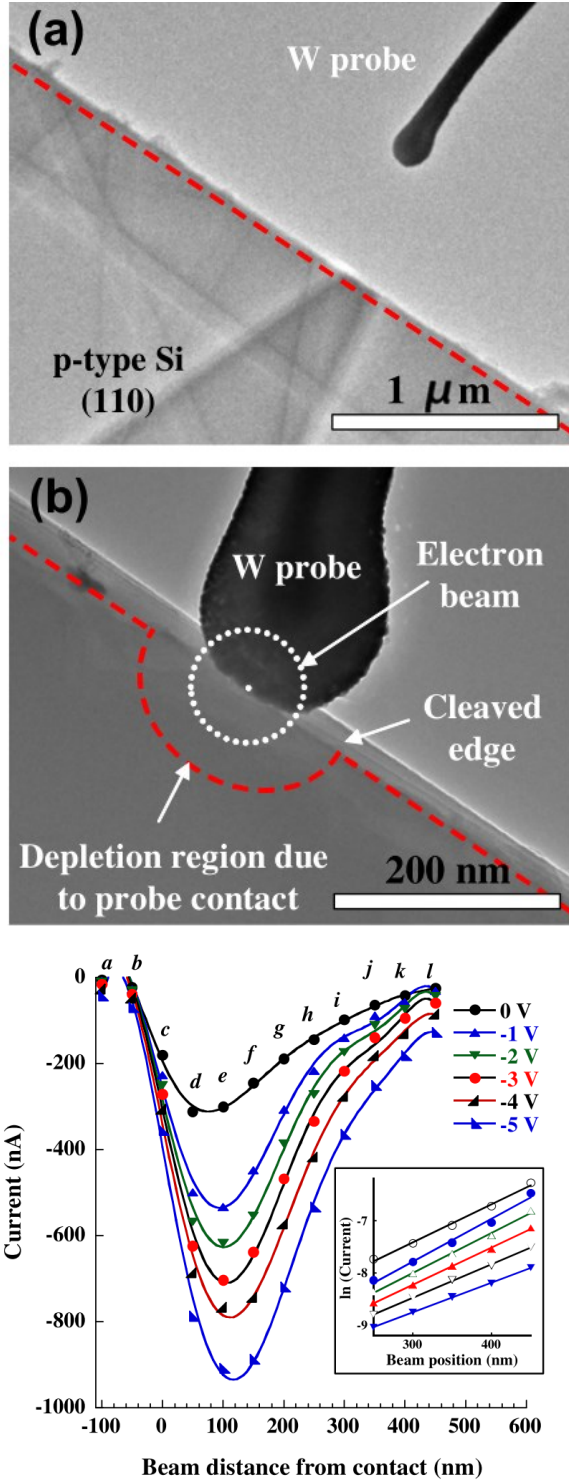 (a)
W probe
p-type Si
(110)
1 μm
(b)
W probe
Electron
beam
Cleaved
edge
Depletion region due
to probe contact
200 nm
a b c d e f g h i j k l
0
-200
-400
-600
-800
-1000
Current (nA)
0 V
-1 V
-2 V
-3 V
-4 V
-5 V
ln (Current)
-7
-8
-9
300 400
Beam position (nm)
-100 0 100 200 300 400 500 600
Beam distance from contact (nm)